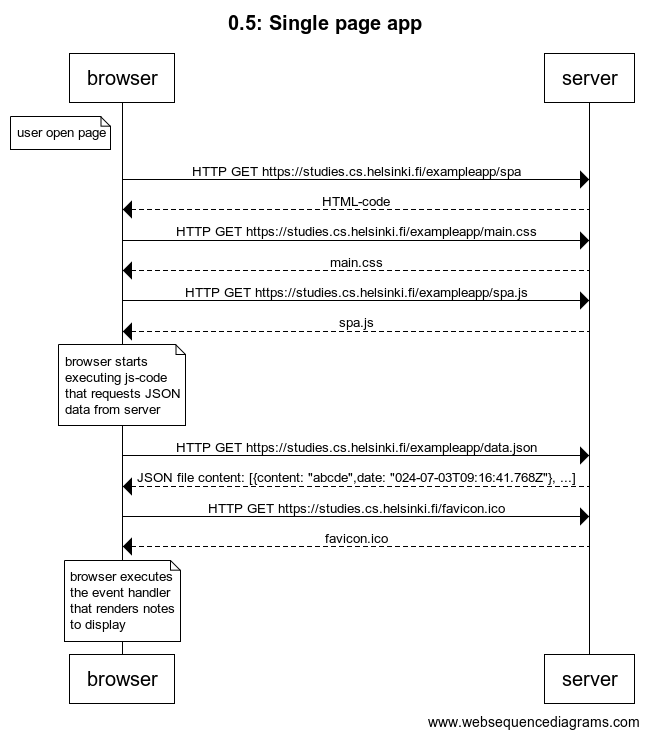 0.5: Single page app
browser
server
user open page
HTTP GET https://studies.cs.helsinki.fi/exampleapp/spa
HTML-code
HTTP GET https://studies.cs.helsinki.fi/exampleapp/main.css
main.css
HTTP GET https://studies.cs.helsinki.fi/exampleapp/spa.js
spa.js
browser starts
executing js-code
that requests JSON
data from server
HTTP GET https://studies.cs.helsinki.fi/exampleapp/data.json
JSON file content: [{content: "abcde",date: "024-07-03T09:16:41.768Z"}, ...]
HTTP GET https://studies.cs.helsinki.fi/favicon.ico
favicon.ico
browser executes
the event handler
that renders notes
to display
browser
server
www.websequencediagrams.com